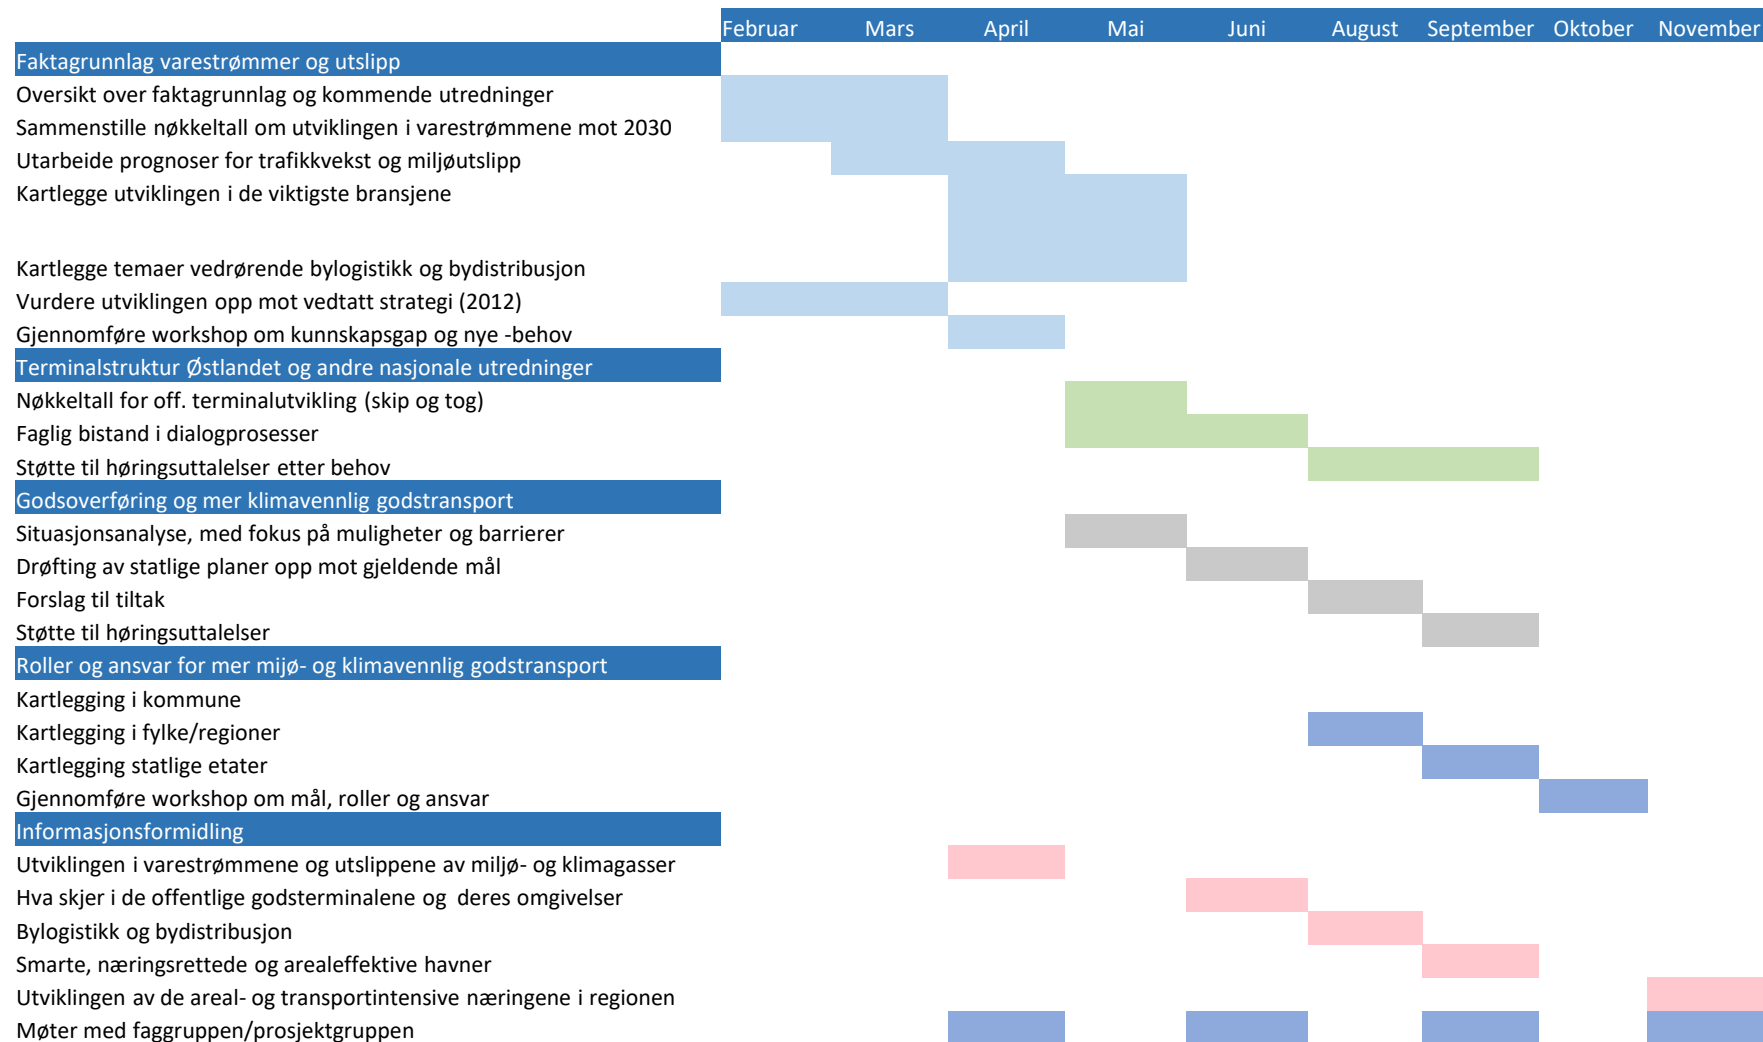 Februar Mars April Mai Juni August September Oktober November
Faktagrunnlag varestrømmer og utslipp
Oversikt over faktagrunnlag og kommende utredninger
Sammenstille nøkkeltall om utviklingen i varestrømmene mot 2030
Utarbeide prognoser for trafikkvekst og miljøutslipp
Kartlegge utviklingen i de viktigste bransjene
Kartlegge temaer vedrørende bylogistikk og bydistribusjon
Vurdere utviklingen opp mot vedtatt strategi (2012)
Gjennomføre workshop om kunnskapsgap og nye -behov
Terminalstruktur Østlandet og andre nasjonale utredninger
Nøkkeltall for off. terminalutvikling (skip og tog)
Faglig bistand i dialogprosesser
Støtte til høringsuttalelser etter behov
Godsoverføring og mer klimavennlig godstransport
Situasjonsanalyse, med fokus på muligheter og barrierer
Drøfting av statlige planer opp mot gjeldende mål
Forslag til tiltak
Støtte til høringsuttalelser
Roller og ansvar for mer mijø- og klimavennlig godstransport
Kartlegging i kommune
Kartlegging i fylke/regioner
Kartlegging statlige etater
Gjennomføre workshop om mål, roller og ansvar
Informasjonsformidling
Utviklingen i varestrømmene og utslippene av miljø- og klimagasser
Hva skjer i de offentlige godsterminalene og deres omgivelser
Bylogistikk og bydistribusjon
Smarte, næringsrettede og arealeffektive havner
Utviklingen av de areal- og transportintensive næringene i regionen
Møter med faggruppen/prosjektgruppen